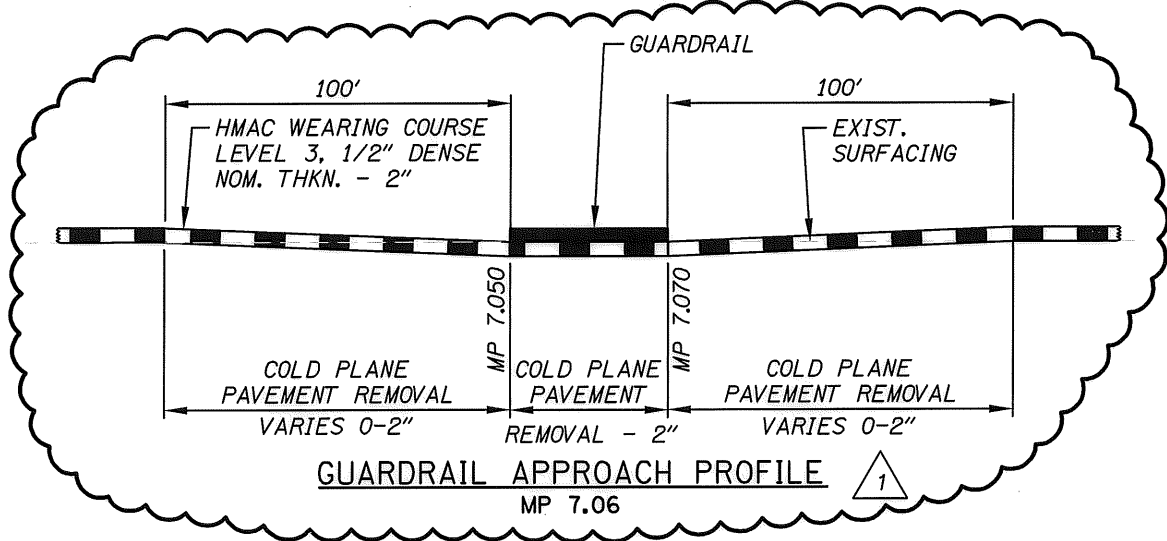 GUARDRAIL
100'
100'
HMAC WEARING COURSE
LEVEL 3, 1/2" DENSE
NOM. THKN. - 2"
EXIST.
SURFACING
MP 7.050
MP 7.070
COLD PLANE
PAVEMENT REMOVAL
VARIES 0-2"
COLD PLANE
PAVEMENT
REMOVAL - 2"
COLD PLANE
PAVEMENT REMOVAL
VARIES 0-2"
GUARDRAIL APPROACH PROFILE
1
MP 7.06